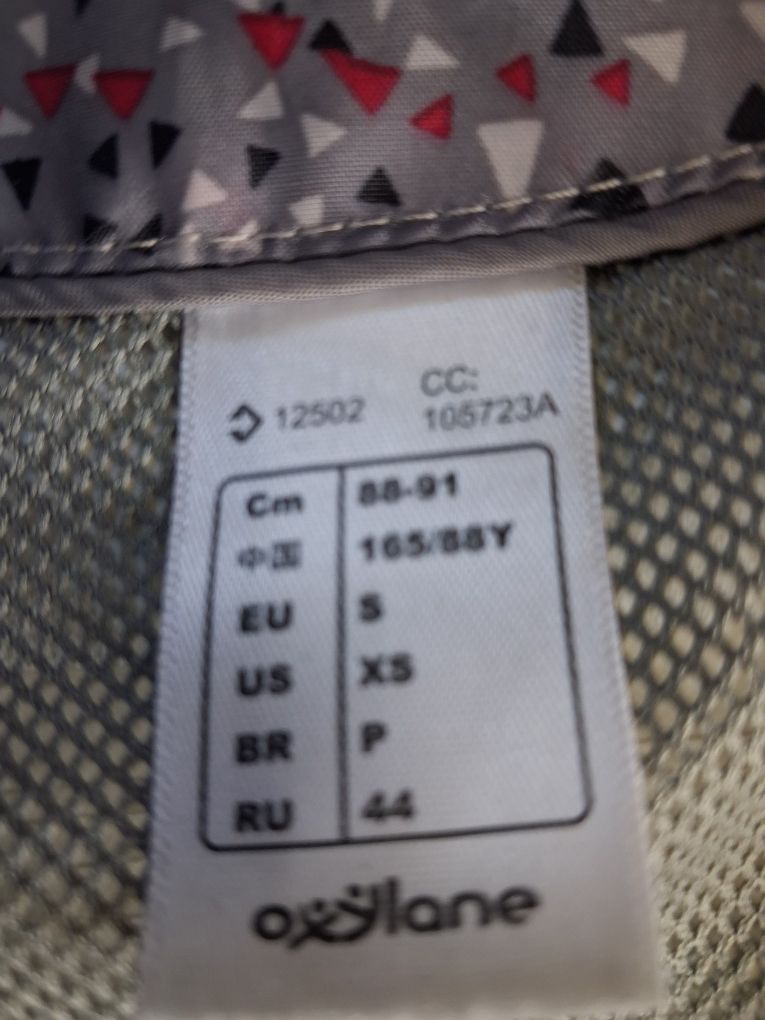 12502 CC: 105723A
Cm 88-91
中国 165/88Y
EU S
US XS
BR P
RU 44
oxylane